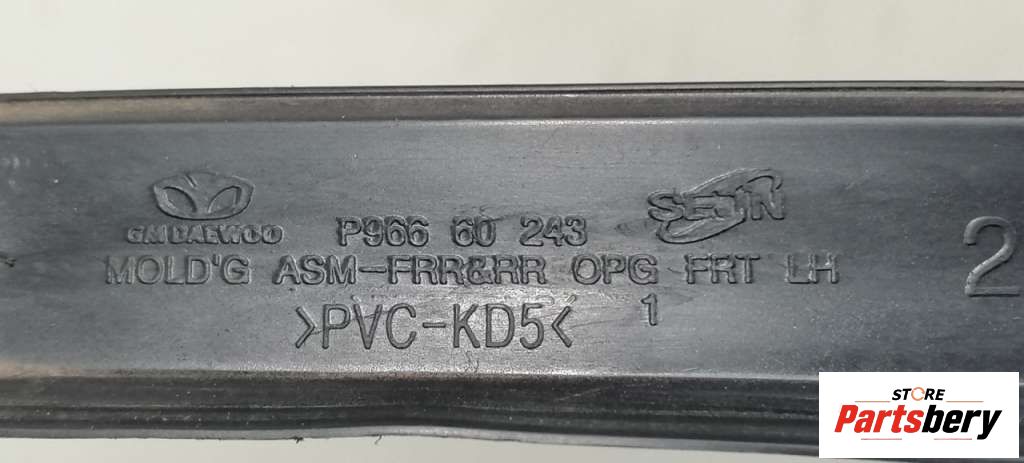 GM DAEWOO
P966 60 243
SEJIN
MOLD'G ASM-FRR&RR OPG FRT LH
>PVC-KD5<
1
2
STORE
Partsbery